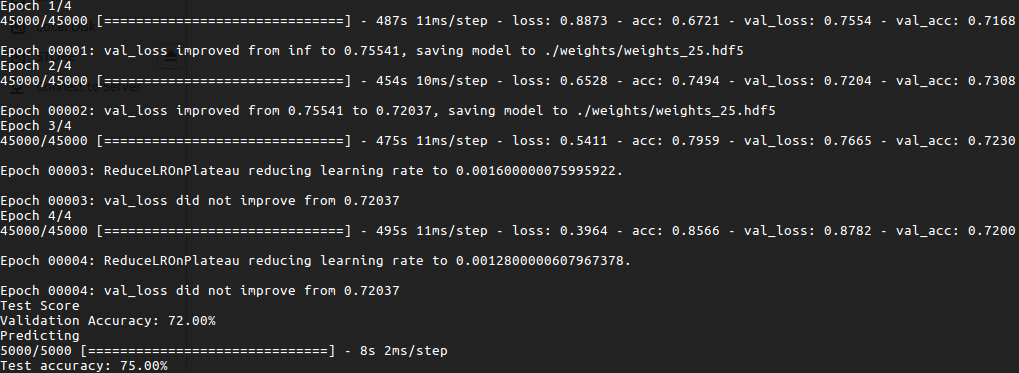 Epoch 1/4
45000/45000 [==============================] - 487s 11ms/step - loss: 0.8873 - acc: 0.6721 - val_loss: 0.7554 - val_acc: 0.7168
Epoch 00001: val_loss improved from inf to 0.75541, saving model to ./weights/weights_25.hdf5
Epoch 2/4
45000/45000 [==============================] - 454s 10ms/step - loss: 0.6528 - acc: 0.7494 - val_loss: 0.7204 - val_acc: 0.7308
Connect to Server
Epoch 00002: val_loss improved from 0.75541 to 0.72037, saving model to ./weights/weights_25.hdf5
Epoch 3/4
45000/45000 [==============================] - 475s 11ms/step - loss: 0.5411 - acc: 0.7959 - val_loss: 0.7665 - val_acc: 0.7230
Epoch 00003: ReduceLROnPlateau reducing learning rate to 0.001600000075995922.
Epoch 00003: val_loss did not improve from 0.72037
Epoch 4/4
45000/45000 [==============================] - 495s 11ms/step - loss: 0.3964 - acc: 0.8566 - val_loss: 0.8782 - val_acc: 0.7200
Epoch 00004: ReduceLROnPlateau reducing learning rate to 0.0012800000607967378.
Epoch 00004: val_loss did not improve from 0.72037
Test Score
Validation Accuracy: 72.00%
Predicting
5000/5000 [==============================] - 8s 2ms/step
Test accuracy: 75.00%